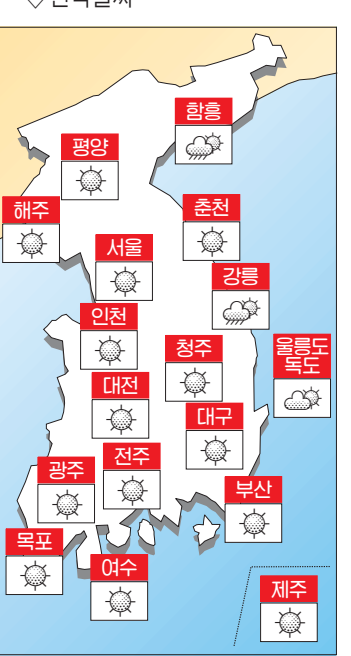 ◇전국날씨
함흥
평양
해주
춘천
서울
강릉
인천
울릉도
독도
청주
대전
대구
전주
광주
부산
목포
여수
제주